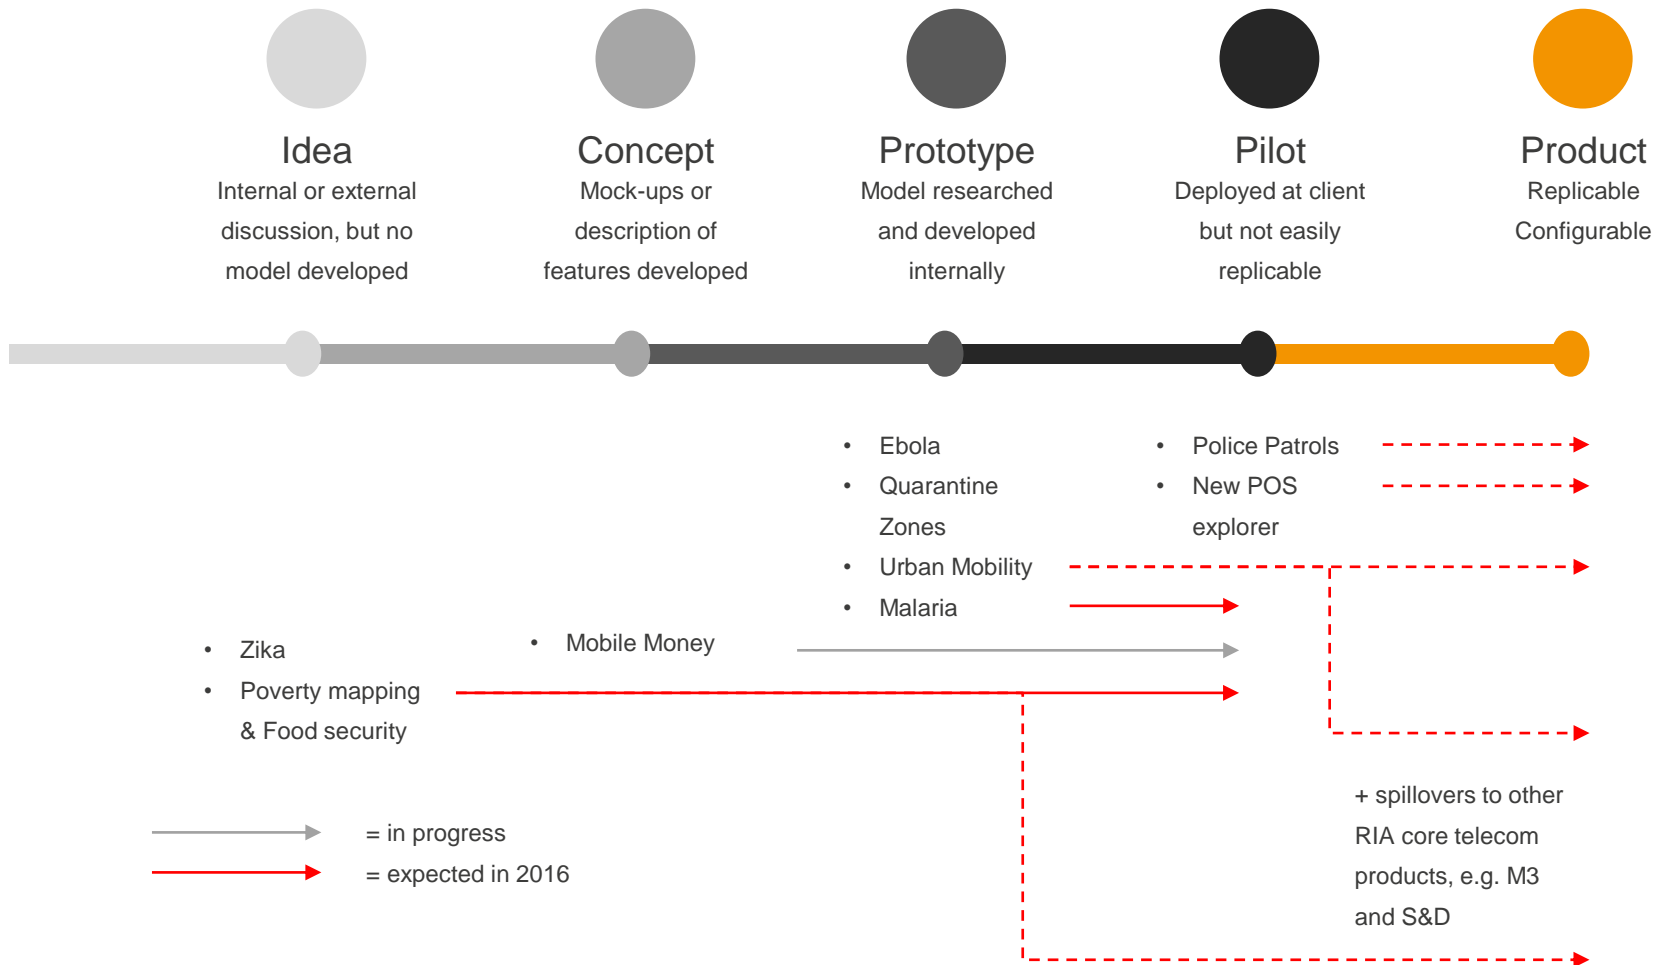 Idea
Internal or external
discussion, but no
model developed
Concept
Mock-ups or
description of
features developed
Prototype
Model researched
and developed
internally
Pilot
Deployed at client
but not easily
replicable
Product
Replicable
Configurable
• Ebola
• Quarantine
Zones
• Urban Mobility
• Malaria
• Police Patrols
• New POS
explorer
• Zika
• Poverty mapping
& Food security
• Mobile Money
= in progress
= expected in 2016
+ spillovers to other
RIA core telecom
products, e.g. M3
and S&D